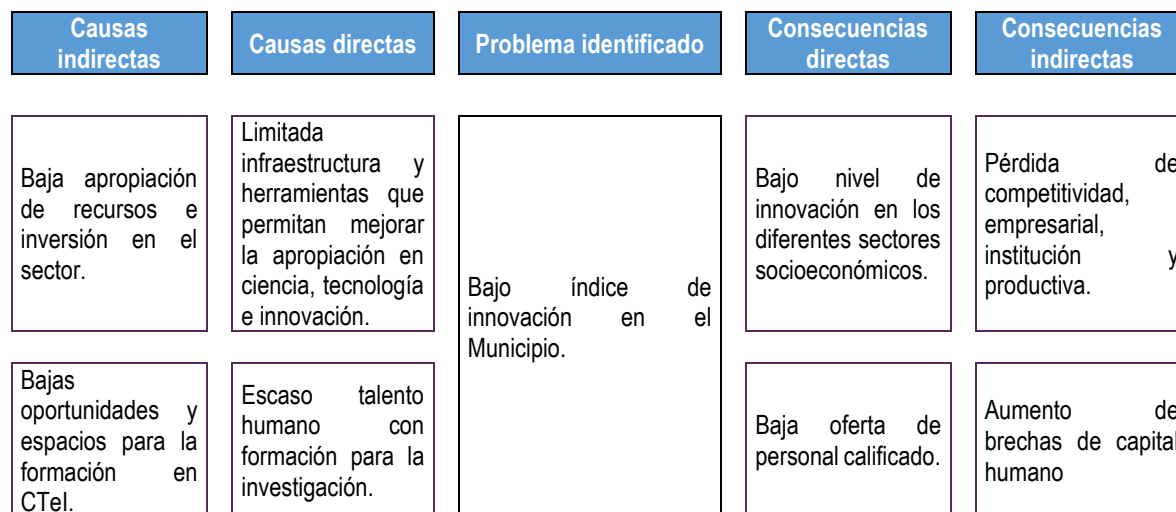 Causas
indirectas
Causas directas
Problema identificado
Consecuencias
directas
Consecuencias
indirectas
Baja apropiación
de recursos e
inversión en el
sector.
Limitada
infraestructura y
herramientas que
permitan mejorar
la apropiación en
ciencia, tecnología
e innovación.
Bajo índice de
innovación en el
Municipio.
Bajo nivel de
innovación en los
diferentes sectores
socioeconómicos.
Pérdida de
competitividad,
empresarial,
institución y
productiva.
Bajas
oportunidades y
espacios para la
formación en
CTeI.
Escaso talento
humano con
formación para la
investigación.
Baja oferta de
personal calificado.
Aumento de
brechas de capital
humano